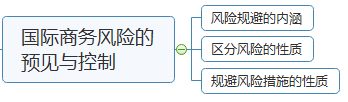 国际商务风险的
预见与控制
风险规避的内涵
区分风险的性质
规避风险措施的性质